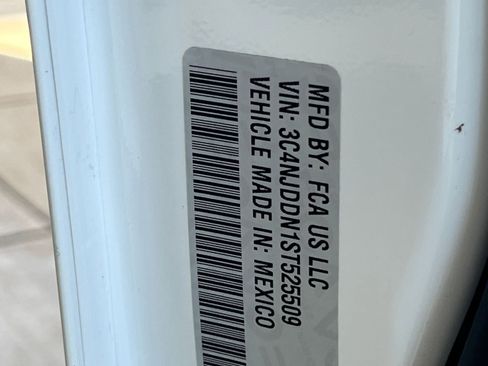 MFD BY: FCA US LLC
VIN: 3C4NJDDN1ST525509
VEHICLE MADE IN: MEXICO